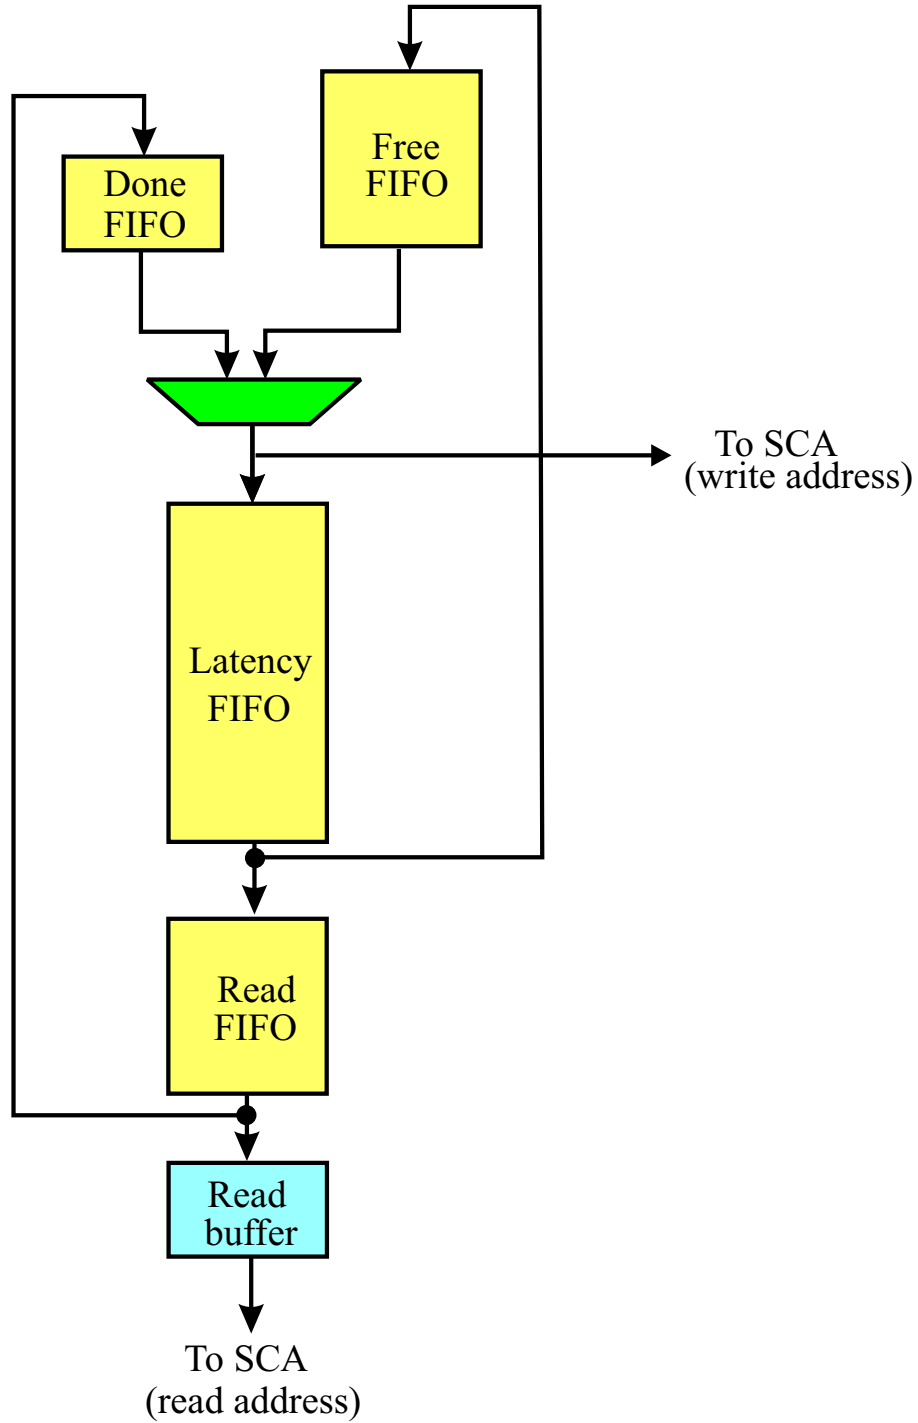 Free
FIFO
Done
FIFO
To SCA
(write address)
Latency
FIFO
Read
FIFO
Read
buffer
To SCA
(read address)